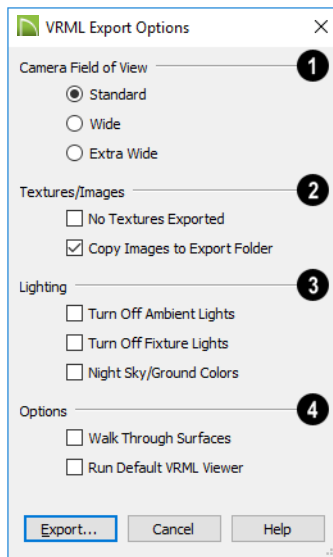 VRML Export Options
Camera Field of View 1
Standard
Wide
Extra Wide
Textures/Images 2
No Textures Exported
Copy Images to Export Folder
Lighting 3
Turn Off Ambient Lights
Turn Off Fixture Lights
Night Sky/Ground Colors
Options 4
Walk Through Surfaces
Run Default VRML Viewer
Export... Cancel Help